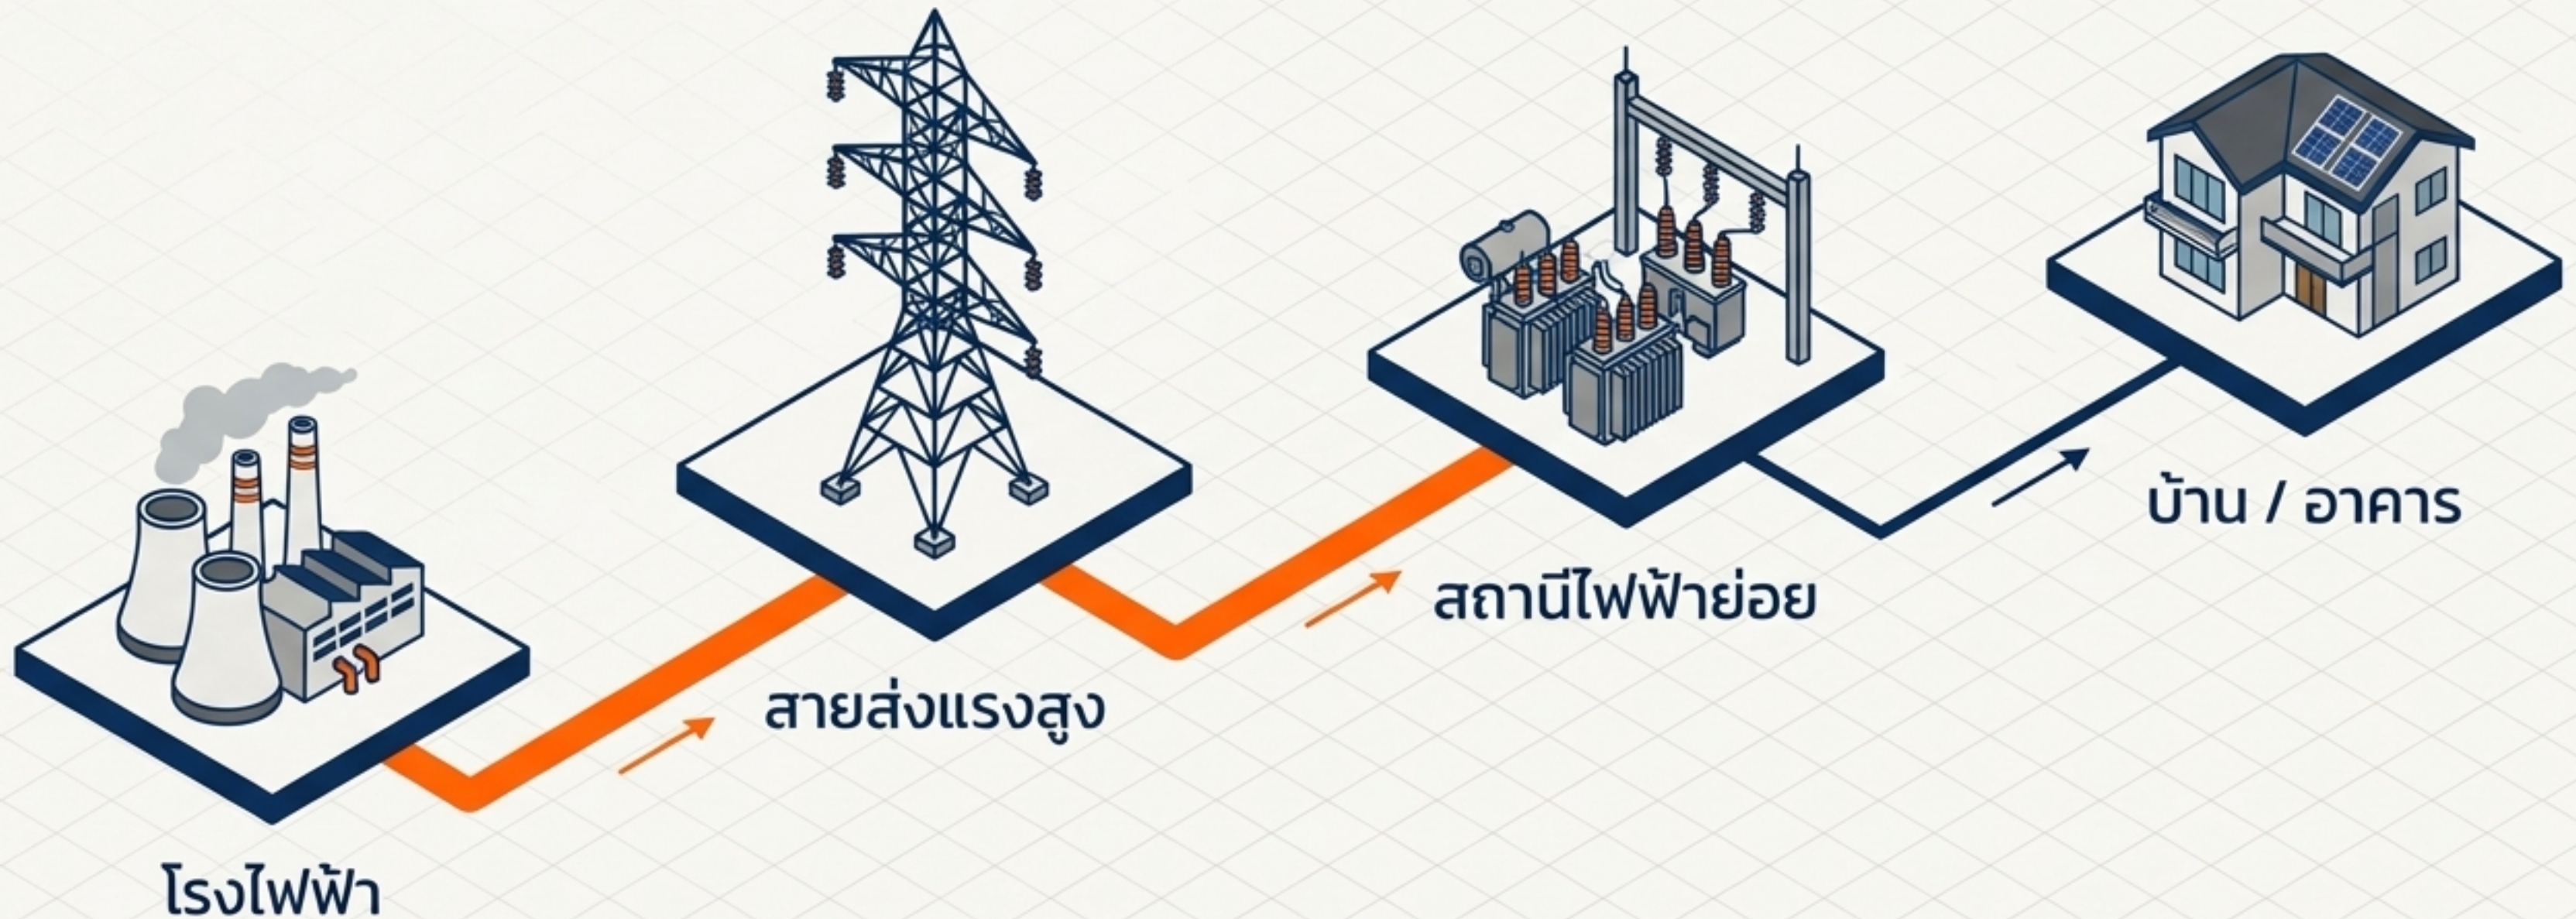 โรงไฟฟ้า
สายส่งแรงสูง
สถานีไฟฟ้าย่อย
บ้าน / อาคาร